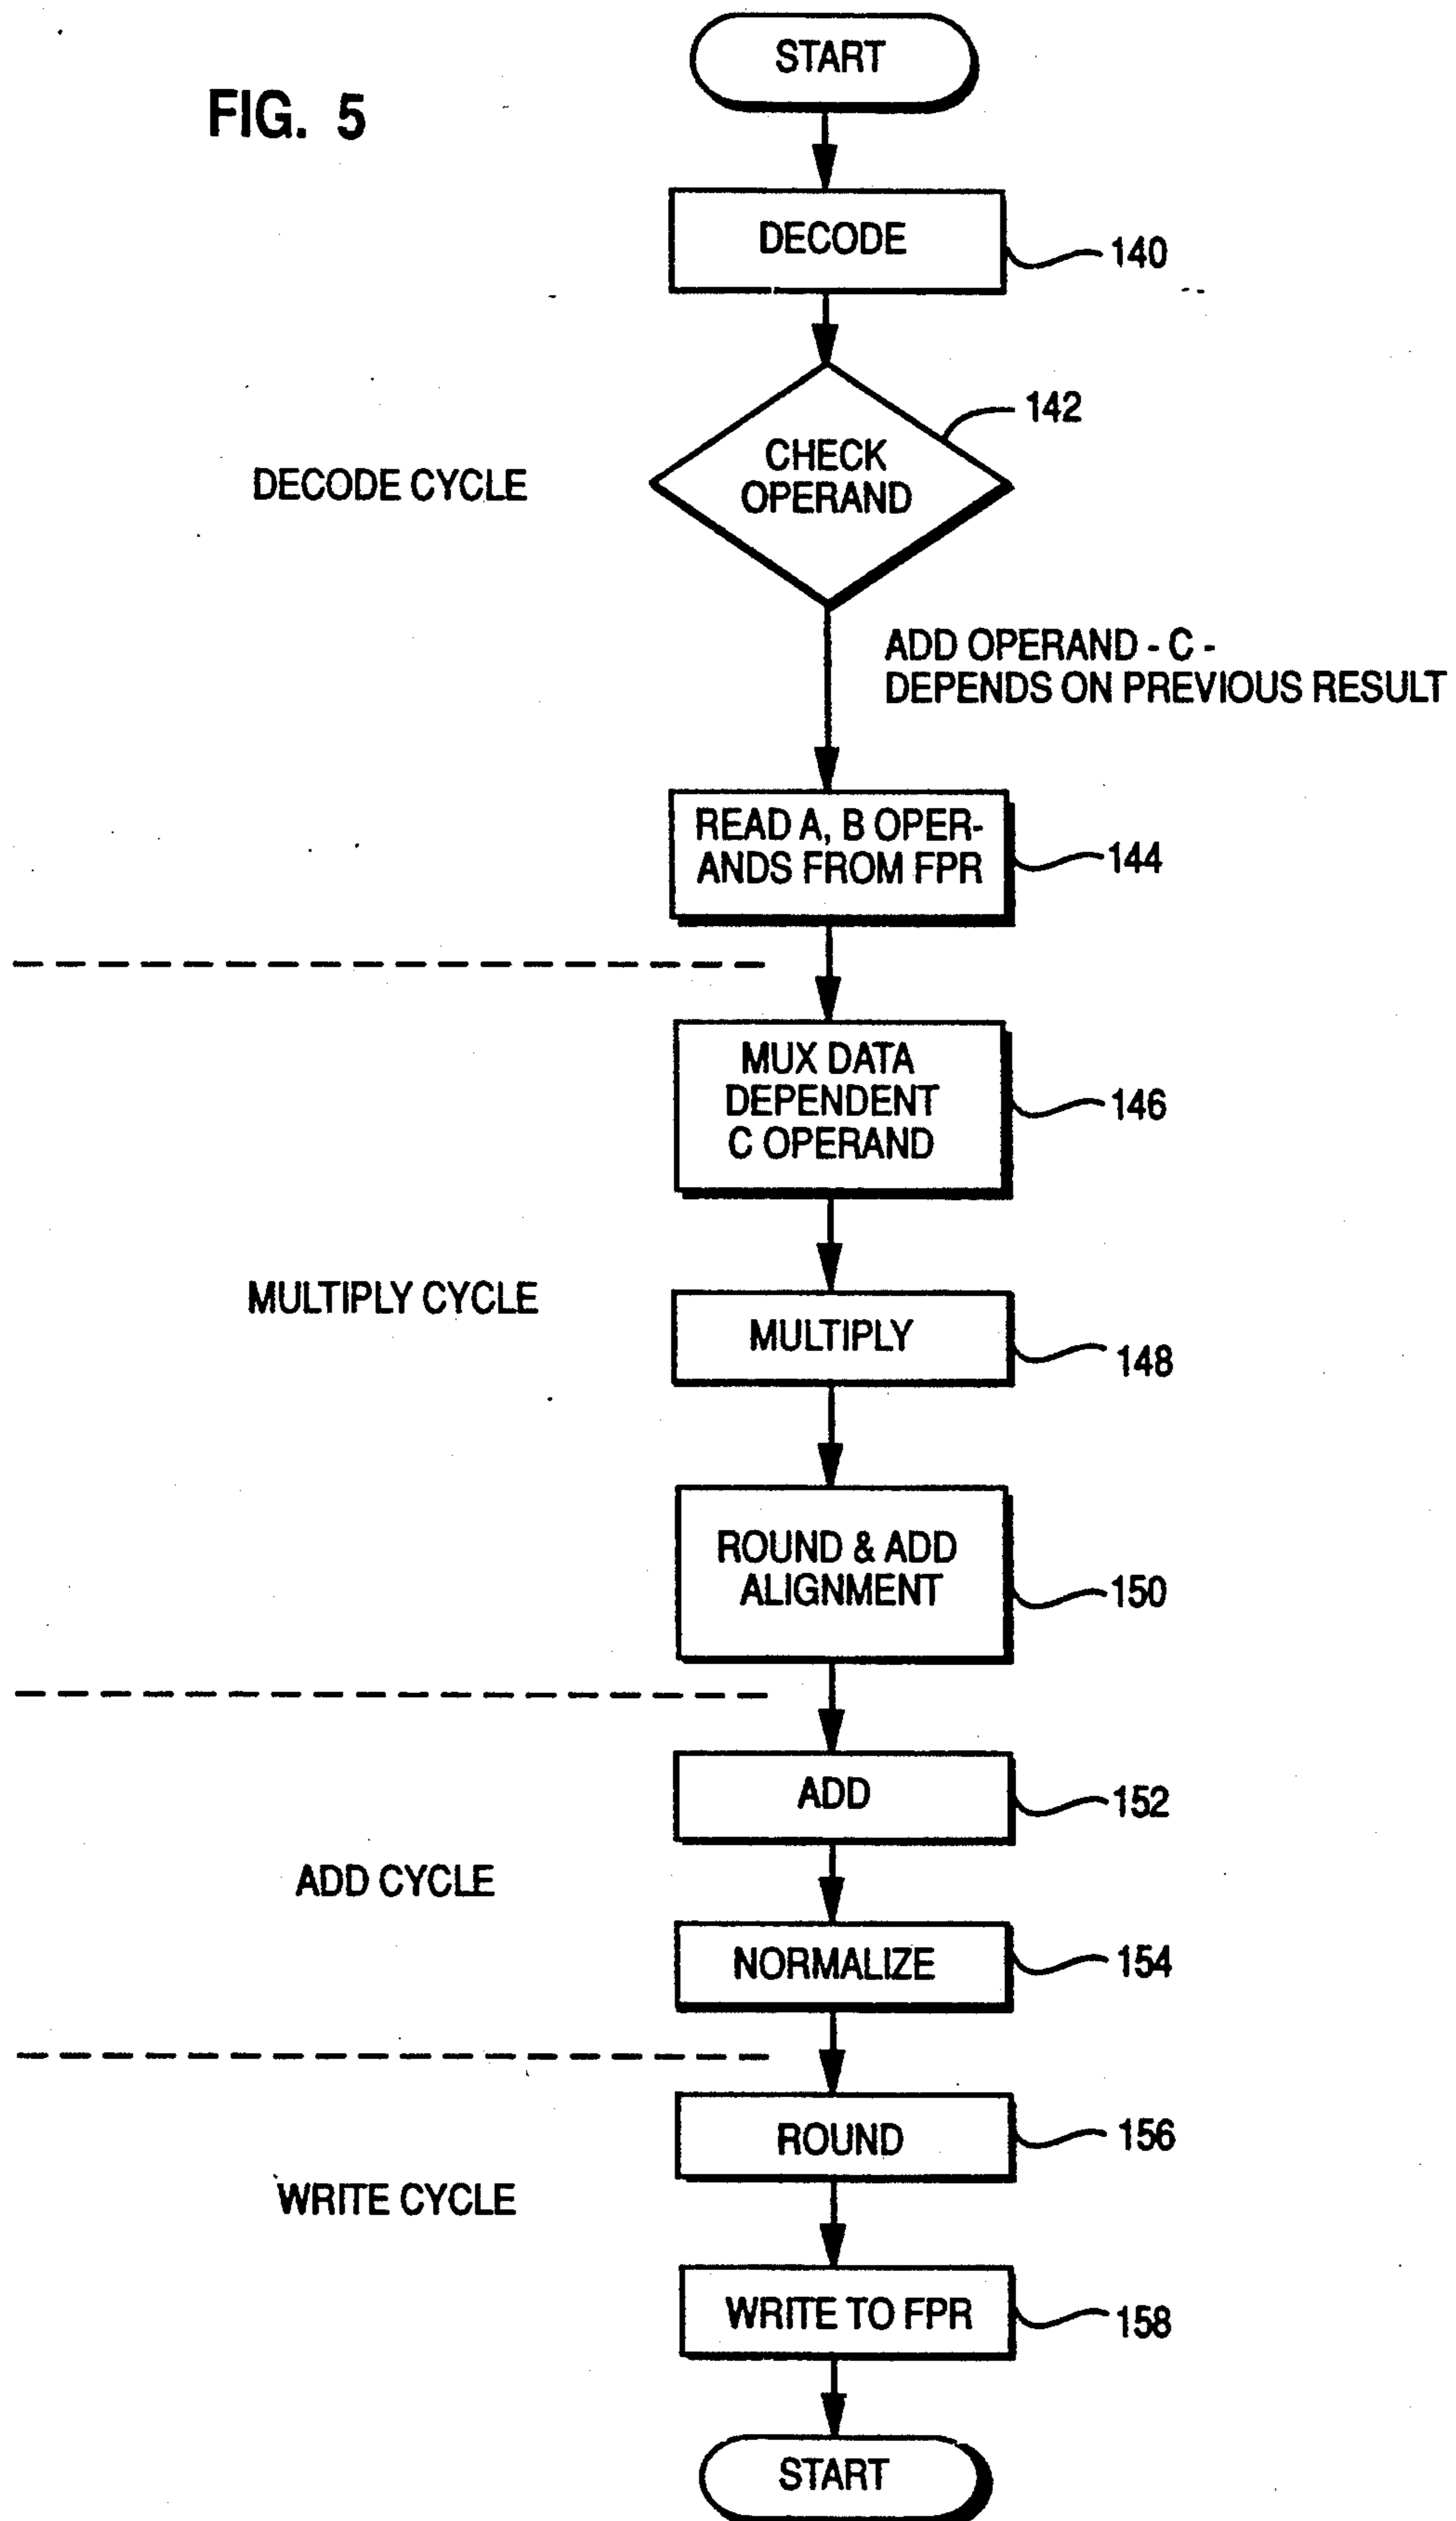 FIG. 5
START
DECODE
140
CHECK
OPERAND
142
DECODE CYCLE
ADD OPERAND - C -
DEPENDS ON PREVIOUS RESULT
READ A, B OPER-
ANDS FROM FPR
144
MUX DATA
DEPENDENT
C OPERAND
146
MULTIPLY CYCLE
MULTIPLY
148
ROUND & ADD
ALIGNMENT
150
ADD
152
ADD CYCLE
NORMALIZE
154
ROUND
156
WRITE CYCLE
WRITE TO FPR
158
START